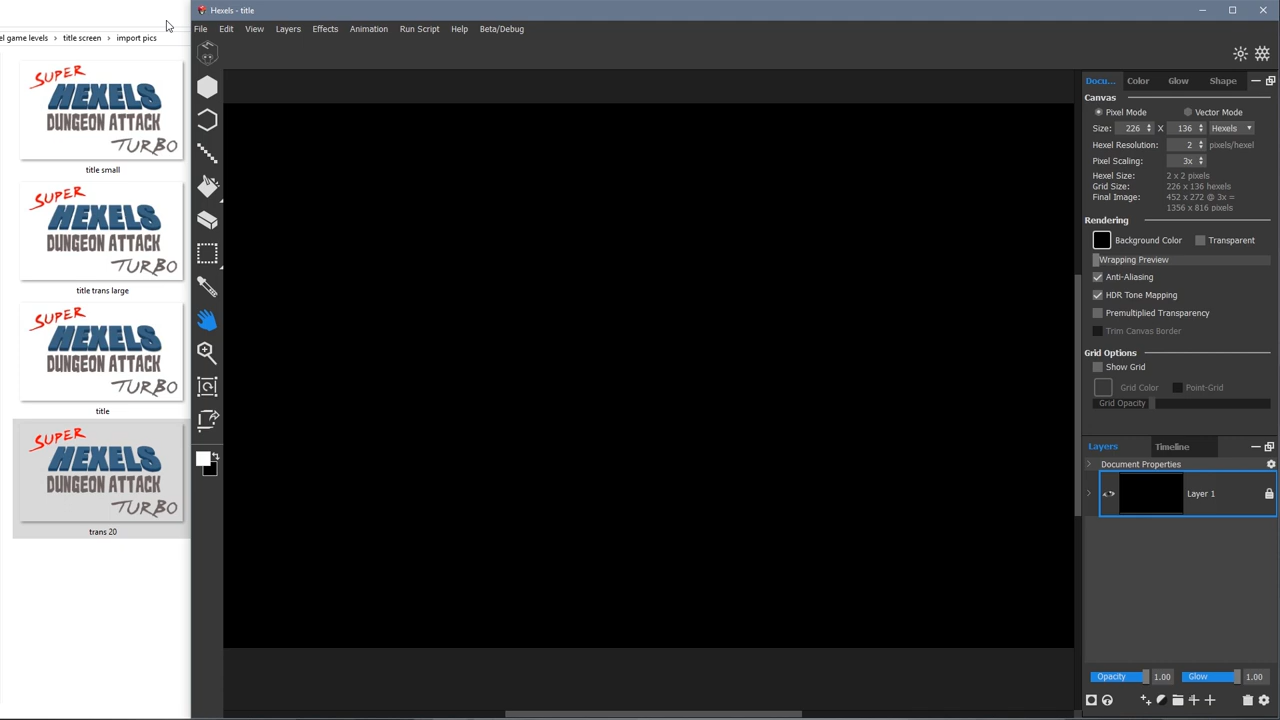 Hexels - title
File Edit View Layers Effects Animation Run Script Help Beta/Debug
el game levels > title screen > import pics
SUPER
HEXELS
DUNGEON ATTACK
TURBO
title small
SUPER
HEXELS
DUNGEON ATTACK
TURBO
title trans large
SUPER
HEXELS
DUNGEON ATTACK
TURBO
title
SUPER
HEXELS
DUNGEON ATTACK
TURBO
trans 20
Docu... Color Glow Shape
Canvas
Pixel Mode Vector Mode
Size: 226 X 136 Hexels
Hexel Resolution: 2 pixels/hexel
Pixel Scaling: 3x
Hexel Size: 2 x 2 pixels
Grid Size: 226 x 136 hexels
Final Image: 452 x 272 @ 3x =
1356 x 816 pixels
Rendering
Background Color Transparent
Wrapping Preview
Anti-Aliasing
HDR Tone Mapping
Premultiplied Transparency
Trim Canvas Border
Grid Options
Show Grid
Grid Color Point-Grid
Grid Opacity
Layers Timeline
Document Properties
Layer 1
Opacity 1.00 Glow 1.00